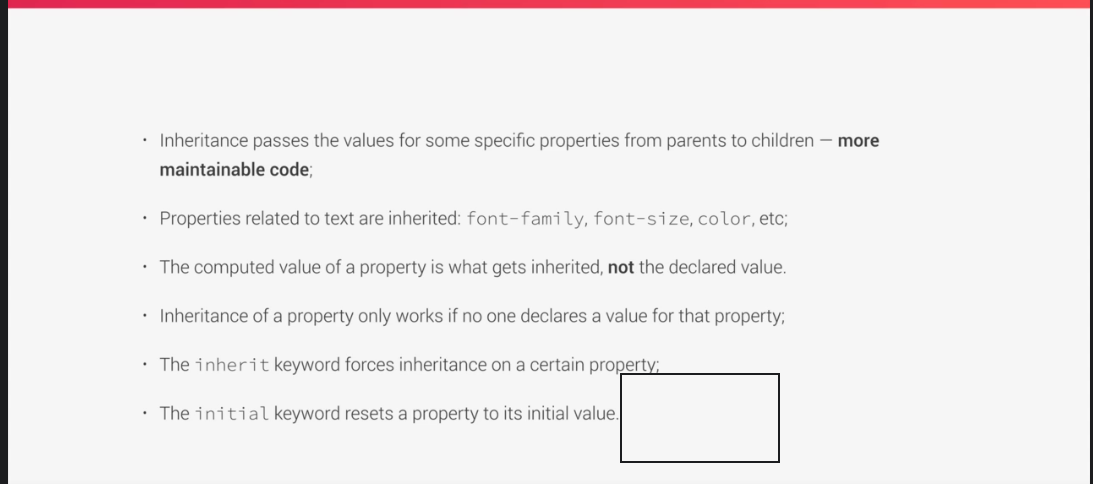 • Inheritance passes the values for some specific properties from parents to children — more
maintainable code;
• Properties related to text are inherited: font-family, font-size, color, etc;
• The computed value of a property is what gets inherited, not the declared value.
• Inheritance of a property only works if no one declares a value for that property;
• The inherit keyword forces inheritance on a certain property;
• The initial keyword resets a property to its initial value.